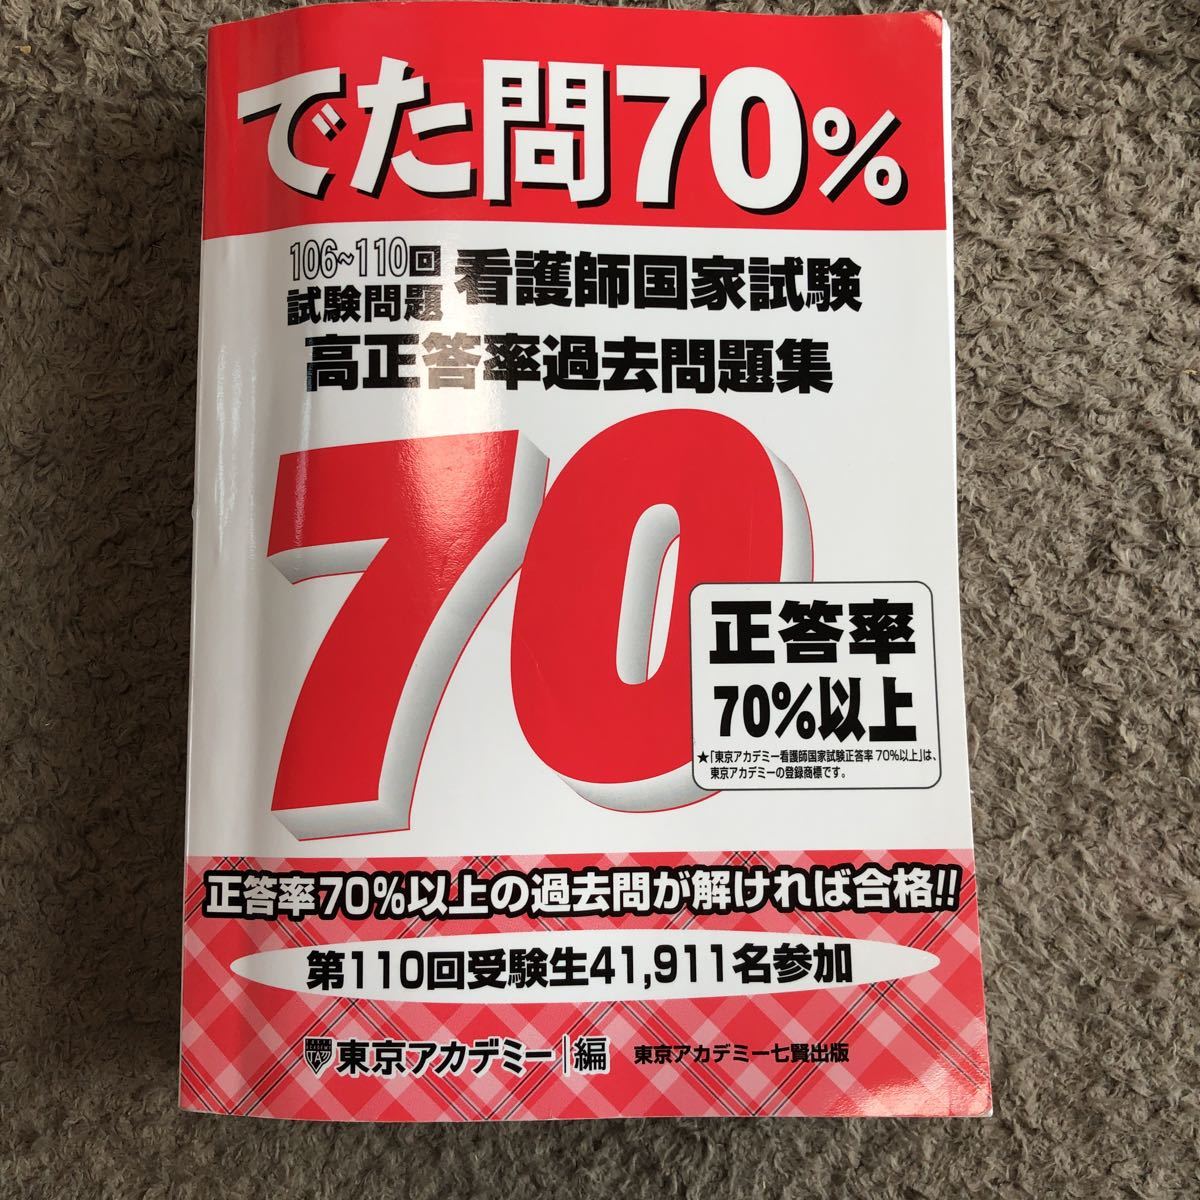 でた問70%
106~110回
試験問題
看護師国家試験
高正答率過去問題集
70
正答率
70%以上
★「東京アカデミー看護師国家試験正答率 70%以上」は、
東京アカデミーの登録商標です。
正答率70%以上の過去問が解ければ合格!!
第110回受験生41,911名参加
TOKYO ACADEMY
TAC
東京アカデミー|編 東京アカデミー七賢出版